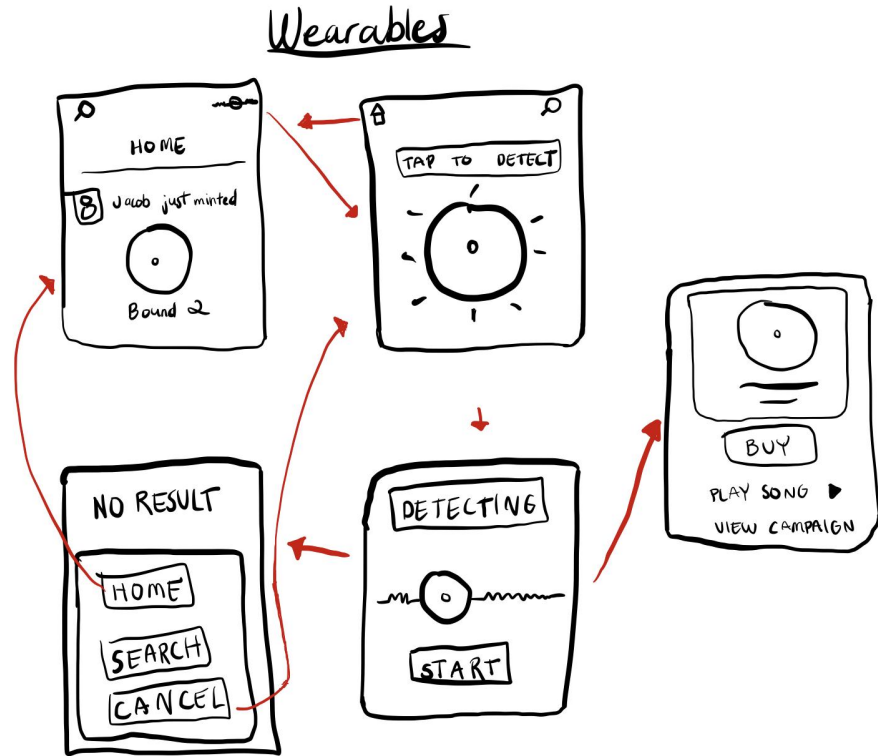 Wearables
HOME
8 Jacob just minted
Bound 2
TAP TO DETECT
BUY
PLAY SONG
VIEW CAMPAIGN
NO RESULT
HOME
SEARCH
CANCEL
DETECTING
START